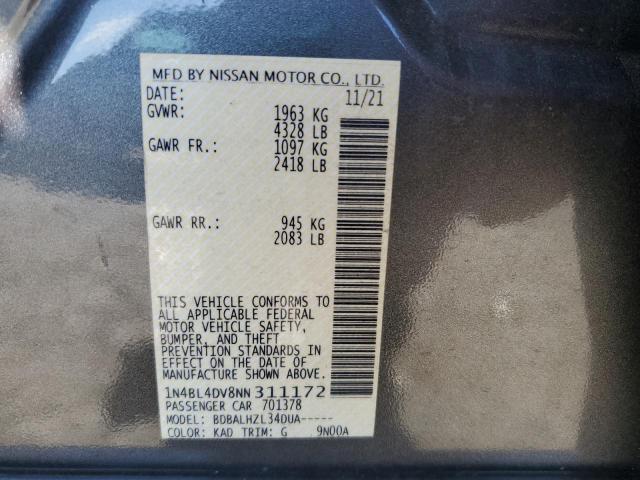 MFD BY NISSAN MOTOR CO., LTD.
DATE: 11/21
GVWR: 1963 KG
4328 LB
GAWR FR.: 1097 KG
2418 LB
GAWR RR.: 945 KG
2083 LB
THIS VEHICLE CONFORMS TO
ALL APPLICABLE FEDERAL
MOTOR VEHICLE SAFETY,
BUMPER, AND THEFT
PREVENTION STANDARDS IN
EFFECT ON THE DATE OF
MANUFACTURE SHOWN ABOVE.
1N4BL4DV8NN311172
PASSENGER CAR 701378
MODEL: BDBALHZL34DUA-----
COLOR: KAD TRIM: G 9N00A